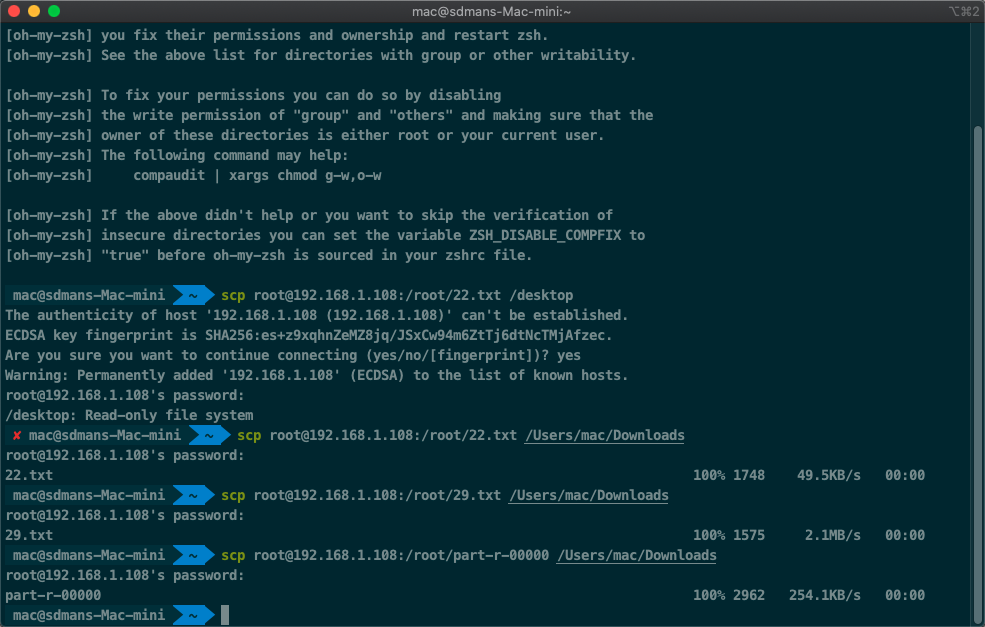 mac@sdmans-Mac-mini:~
⌥⌘2
[oh-my-zsh] you fix their permissions and ownership and restart zsh.
[oh-my-zsh] See the above list for directories with group or other writability.
[oh-my-zsh] To fix your permissions you can do so by disabling
[oh-my-zsh] the write permission of "group" and "others" and making sure that the
[oh-my-zsh] owner of these directories is either root or your current user.
[oh-my-zsh] The following command may help:
[oh-my-zsh]     compaudit | xargs chmod g-w,o-w
[oh-my-zsh] If the above didn't help or you want to skip the verification of
[oh-my-zsh] insecure directories you can set the variable ZSH_DISABLE_COMPFIX to
[oh-my-zsh] "true" before oh-my-zsh is sourced in your zshrc file.
mac@sdmans-Mac-mini ~ scp root@192.168.1.108:/root/22.txt /desktop
The authenticity of host '192.168.1.108 (192.168.1.108)' can't be established.
ECDSA key fingerprint is SHA256:es+z9xqhnZeMZ8jq/JSxCw94m6ZtTj6dtNcTMjAfzec.
Are you sure you want to continue connecting (yes/no/[fingerprint])? yes
Warning: Permanently added '192.168.1.108' (ECDSA) to the list of known hosts.
root@192.168.1.108's password:
/desktop: Read-only file system
✘ mac@sdmans-Mac-mini ~ scp root@192.168.1.108:/root/22.txt /Users/mac/Downloads
root@192.168.1.108's password:
22.txt 100% 1748 49.5KB/s 00:00
mac@sdmans-Mac-mini ~ scp root@192.168.1.108:/root/29.txt /Users/mac/Downloads
root@192.168.1.108's password:
29.txt 100% 1575 2.1MB/s 00:00
mac@sdmans-Mac-mini ~ scp root@192.168.1.108:/root/part-r-00000 /Users/mac/Downloads
root@192.168.1.108's password:
part-r-00000 100% 2962 254.1KB/s 00:00
mac@sdmans-Mac-mini ~